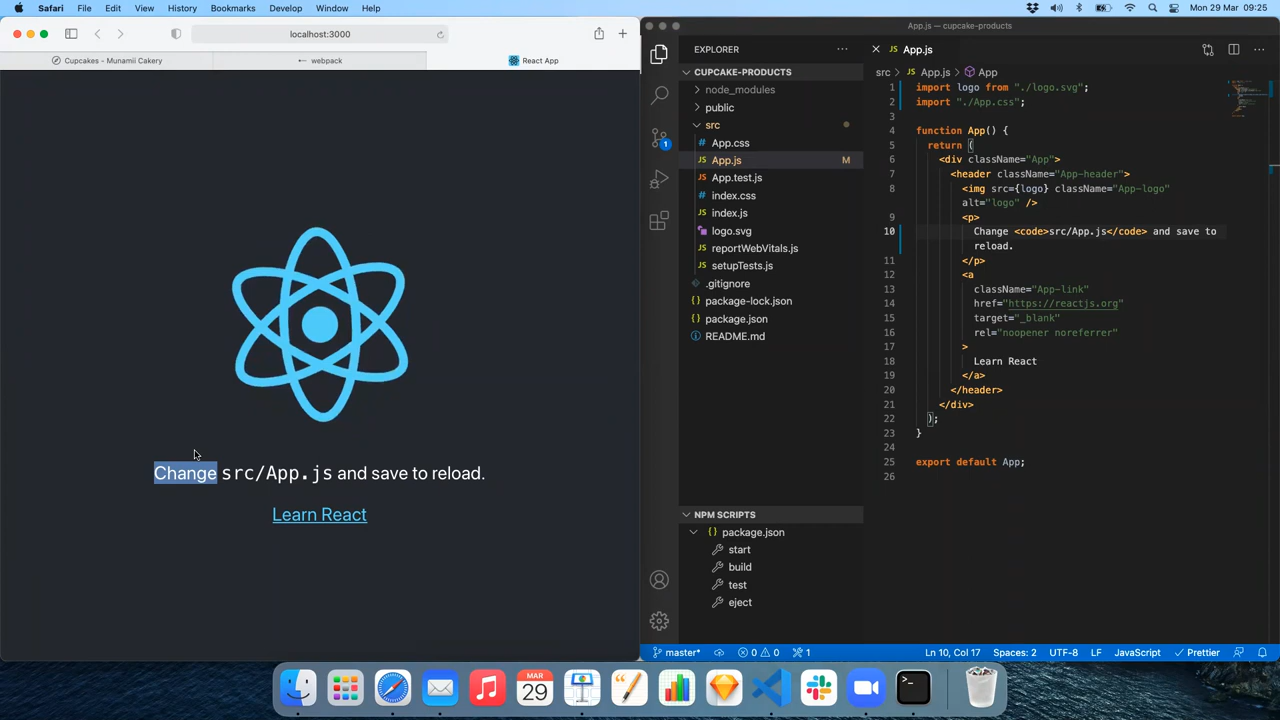 Safari File Edit View History Bookmarks Develop Window Help
Mon 29 Mar 09:25
localhost:3000
Cupcakes - Munamii Cakery
webpack
React App
Change src/App.js and save to reload.
Learn React
App.js — cupcake-products
EXPLORER
CUPCAKE-PRODUCTS
node_modules
public
src
# App.css
JS App.js M
JS App.test.js
# index.css
JS index.js
logo.svg
JS reportWebVitals.js
JS setupTests.js
.gitignore
{} package-lock.json
{} package.json
README.md
NPM SCRIPTS
{} package.json
start
build
test
eject
1
JS App.js
src > JS App.js > App
1 import logo from "./logo.svg";
2 import "./App.css";
3
4 function App() {
5 return (
6 <div className="App">
7 <header className="App-header">
8 <img src={logo} className="App-logo"
alt="logo" />
9 <p>
10 Change <code>src/App.js</code> and save to
reload.
11 </p>
12 <a
13 className="App-link"
14 href="https://reactjs.org"
15 target="_blank"
16 rel="noopener noreferrer"
17 >
18 Learn React
19 </a>
20 </header>
21 </div>
22 );
23 }
24
25 export default App;
26
master* 0 0 1 Ln 10, Col 17 Spaces: 2 UTF-8 LF JavaScript Prettier
MAR
29